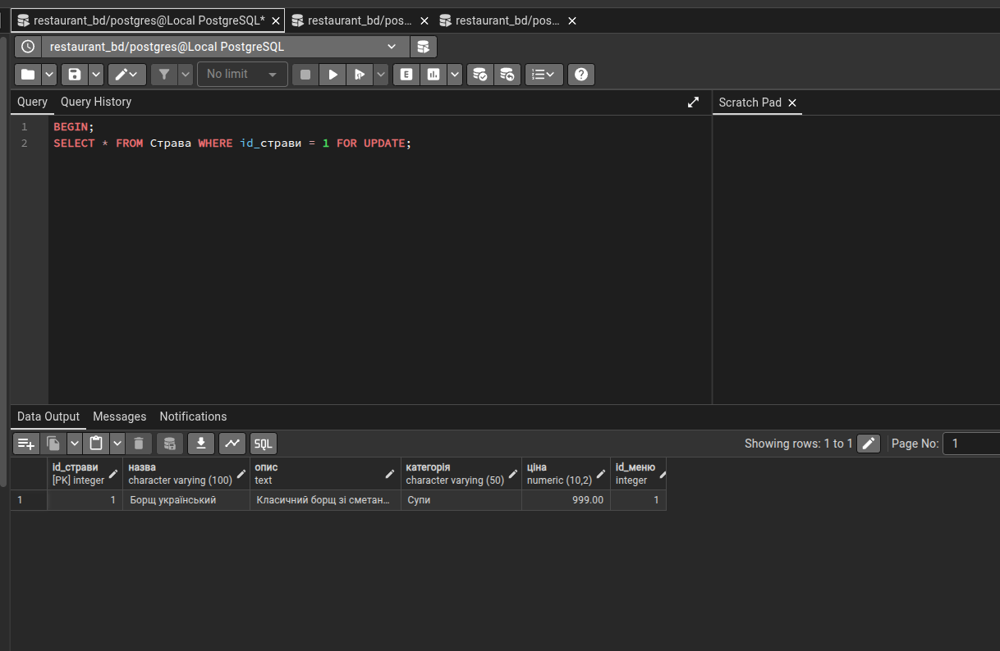 restaurant_bd/postgres@Local PostgreSQL* restaurant_bd/pos... restaurant_bd/pos...
restaurant_bd/postgres@Local PostgreSQL
No limit E
Query Query History Scratch Pad
1 BEGIN;
2 SELECT * FROM Страва WHERE id_страви = 1 FOR UPDATE;
Data Output Messages Notifications
SQL Showing rows: 1 to 1 Page No: 1
id_страви назва опис категорія ціна id_меню
[PK] integer character varying (100) text character varying (50) numeric (10,2) integer
1 1 Борщ український Класичний борщ зі сметан... Супи 999.00 1